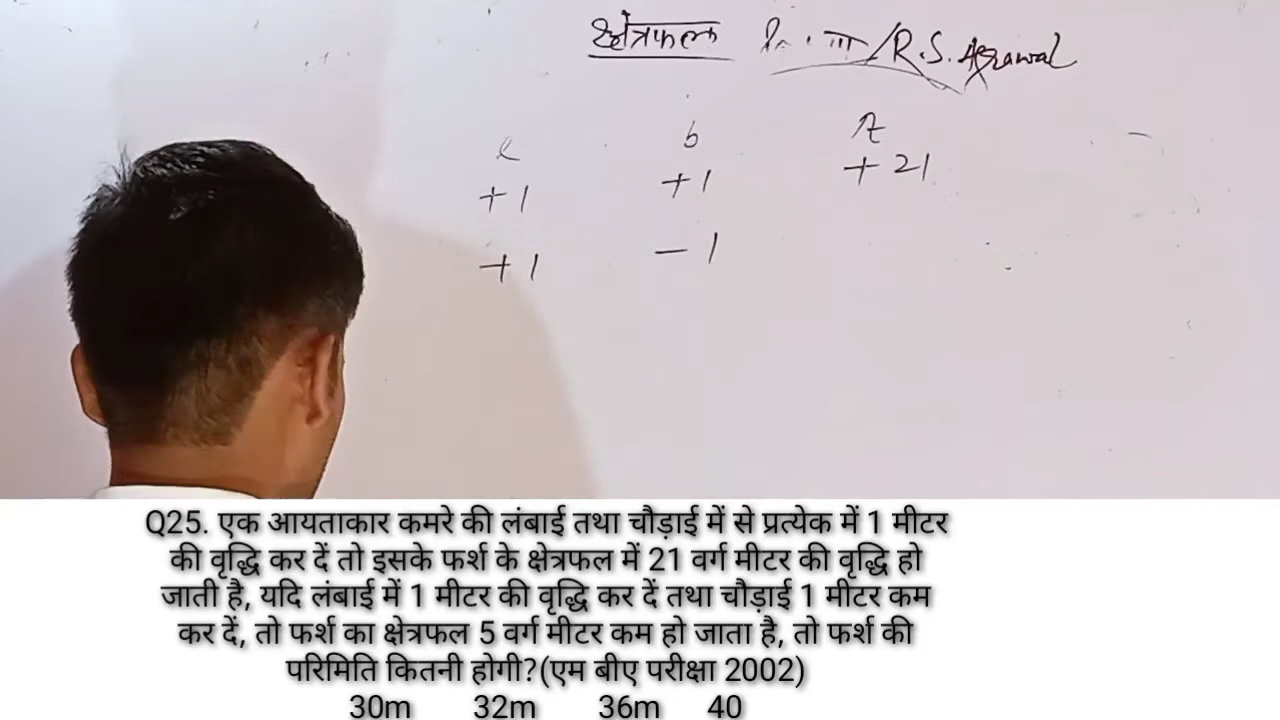 क्षेत्रफल /R.S. Agrawal
b
+1 +1 +21
+1 -1
Q25. एक आयताकार कमरे की लंबाई तथा चौड़ाई में से प्रत्येक में 1 मीटर
की वृद्धि कर दें तो इसके फर्श के क्षेत्रफल में 21 वर्ग मीटर की वृद्धि हो
जाती है, यदि लंबाई में 1 मीटर की वृद्धि कर दें तथा चौड़ाई 1 मीटर कम
कर दें, तो फर्श का क्षेत्रफल 5 वर्ग मीटर कम हो जाता है, तो फर्श की
परिमिति कितनी होगी?(एम बीए परीक्षा 2002)
30m 32m 36m 40